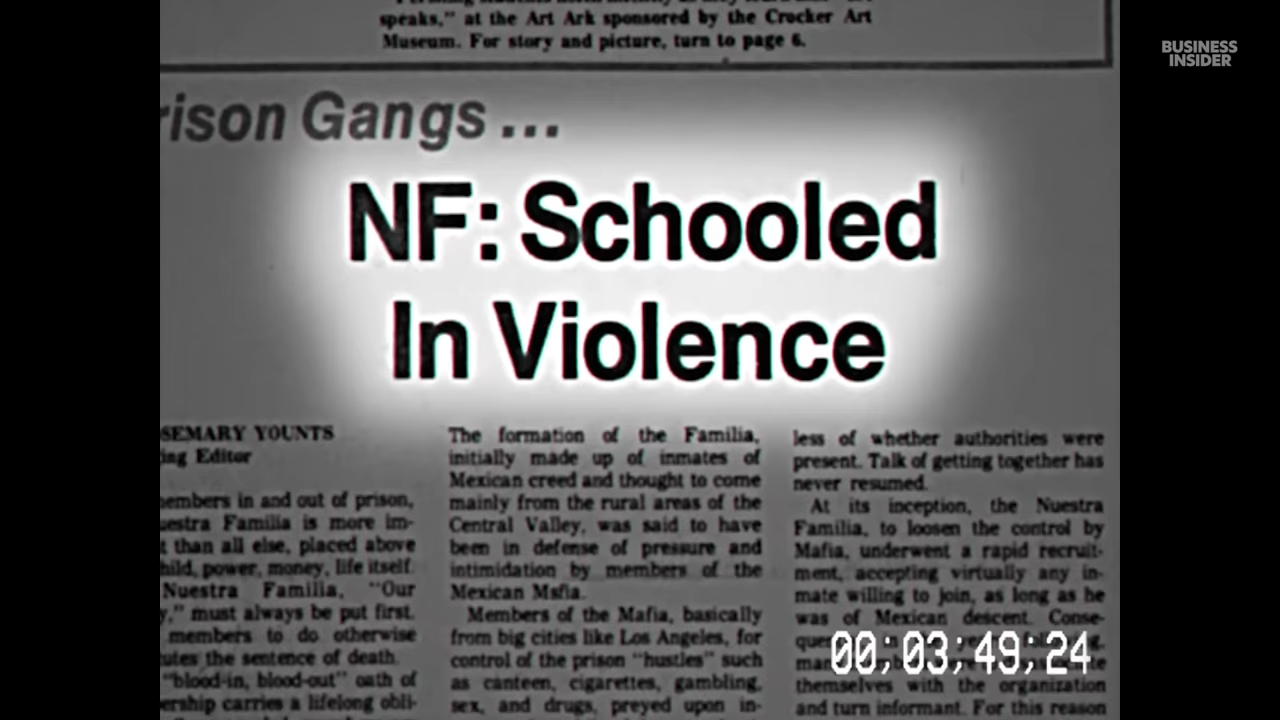 speaks," at the Art Ark sponsored by the Crocker Art
Museum. For story and picture, turn to page 6.
BUSINESS
INSIDER
rison Gangs ...
NF: Schooled
In Violence
SEMARY YOUNTS
ing Editor
embers in and out of prison,
estra Familia is more im-
t than all else, placed above
hild, power, money, life itself.
Nuestra Familia, "Our
y," must always be put first.
members to do otherwise
utes the sentence of death.
"blood-in, blood-out" oath of
ership carries a lifelong obli-
The formation of the Familia,
initially made up of inmates of
Mexican creed and thought to come
mainly from the rural areas of the
Central Valley, was said to have
been in defense of pressure and
intimidation by members of the
Mexican Msfia.
Members of the Mafia, basically
from big cities like Los Angeles, for
control of the prison "hustles" such
as canteen, cigarettes, gambling,
sex, and drugs, preyed upon in-
less of whether authorities were
present. Talk of getting together has
never resumed.
At its inception, the Nuestra
Familia, to loosen the control by
Mafia, underwent a rapid recruit-
ment, accepting virtually any in-
mate willing to join, as long as he
was of Mexican descent. Conse-
themselves with the organization
and turn informant. For this reason
00;03;49;24